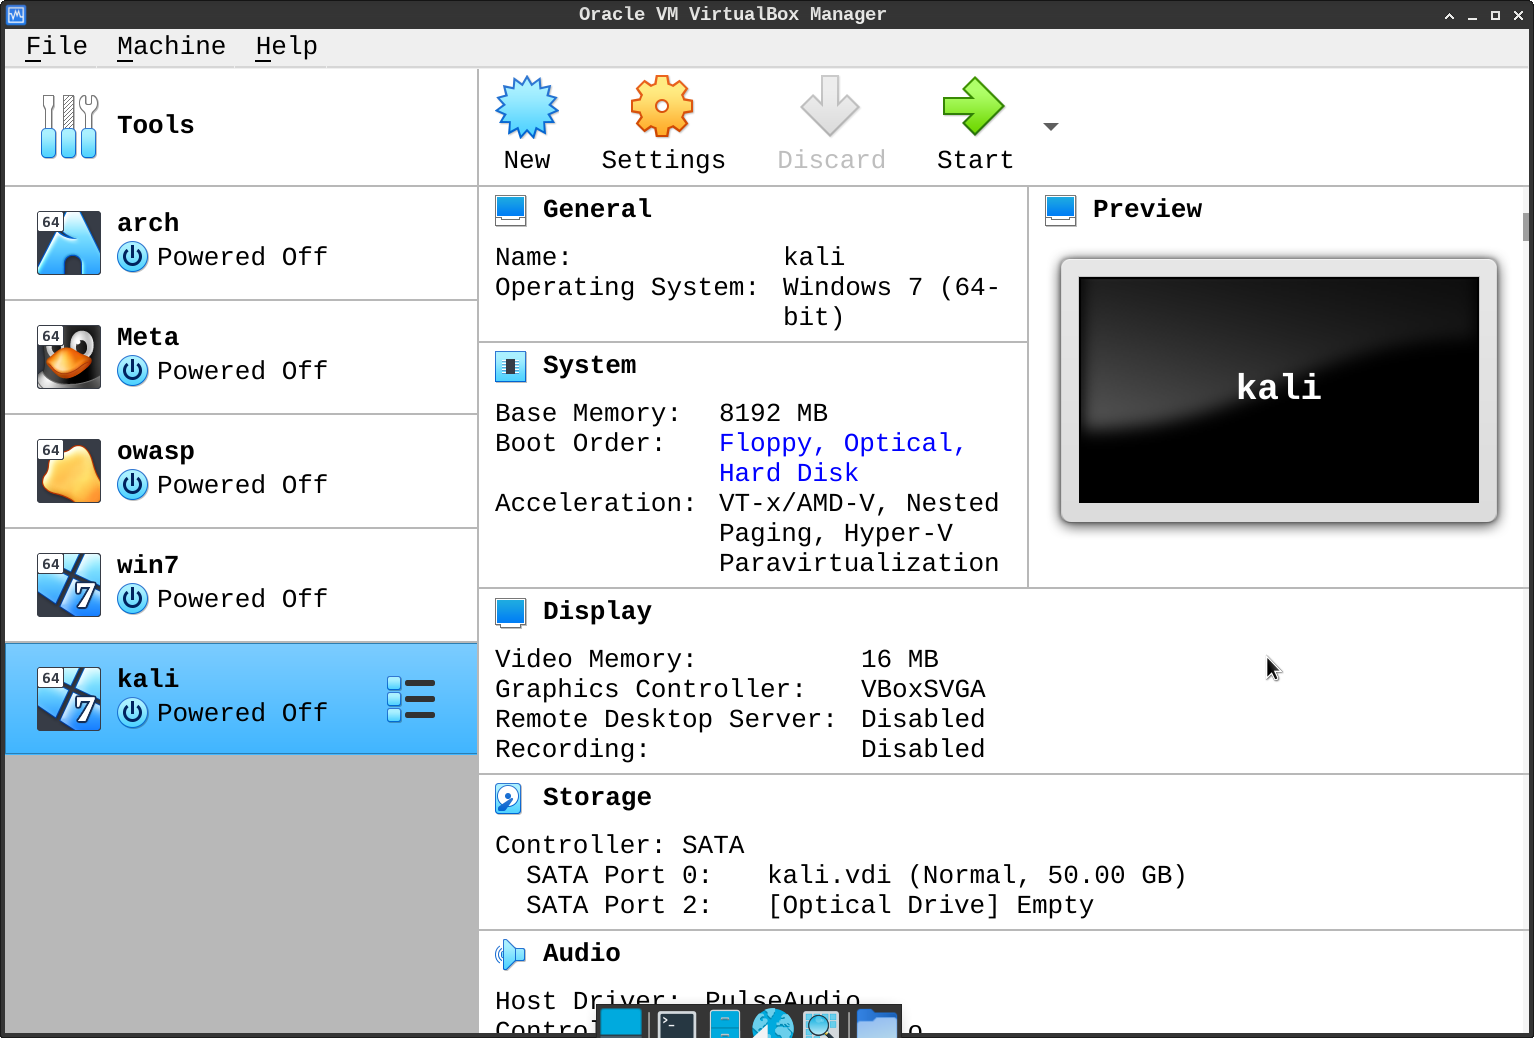 Oracle VM VirtualBox Manager
File Machine Help
Tools
New Settings Discard Start
64 arch
Powered Off
64 Meta
Powered Off
64 owasp
Powered Off
64 win7
7 Powered Off
64 kali
7 Powered Off
General
Name: kali
Operating System: Windows 7 (64-
bit)
Preview
kali
System
Base Memory: 8192 MB
Boot Order: Floppy, Optical,
Hard Disk
Acceleration: VT-x/AMD-V, Nested
Paging, Hyper-V
Paravirtualization
Display
Video Memory: 16 MB
Graphics Controller: VBoxSVGA
Remote Desktop Server: Disabled
Recording: Disabled
Storage
Controller: SATA
SATA Port 0: kali.vdi (Normal, 50.00 GB)
SATA Port 2: [Optical Drive] Empty
Audio
Host Driver: PulseAudio